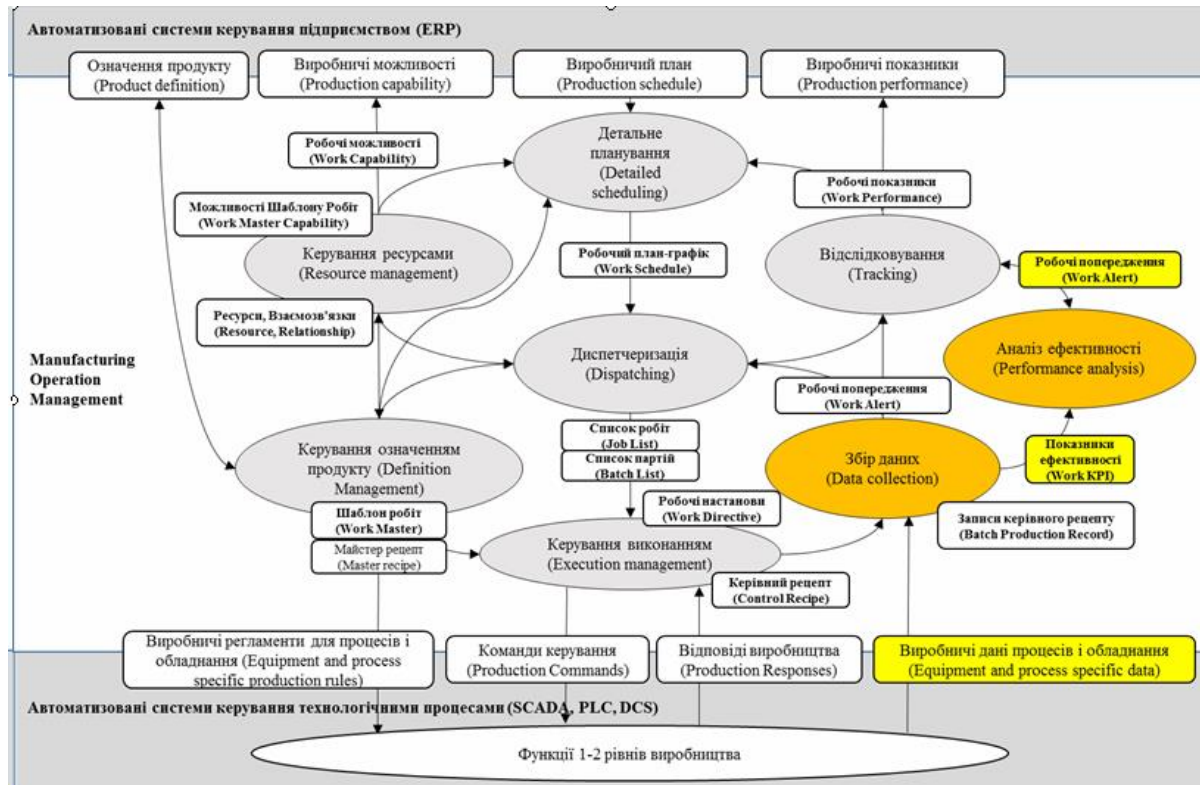 Автоматизовані системи керування підприємством (ERP)
Означення продукту
(Product definition)
Виробничі можливості
(Production capability)
Виробничий план
(Production schedule)
Виробничі показники
(Production performance)
Робочі можливості
(Work Capability)
Детальне
планування
(Detailed
scheduling)
Робочі показники
(Work Performance)
Можливості Шаблону Робіт
(Work Master Capability)
Керування ресурсами
(Resource management)
Робочий план-графік
(Work Schedule)
Відслідковування
(Tracking)
Робочі попередження
(Work Alert)
Ресурси, Взаємозв'язки
(Resource, Relationship)
Manufacturing
Operation
Management
Диспетчеризація
(Dispatching)
Аналіз ефективності
(Performance analysis)
Робочі попередження
(Work Alert)
Список робіт
(Job List)
Список партій
(Batch List)
Керування означенням
продукту (Definition
Management)
Збір даних
(Data collection)
Показники
ефективності
(Work KPI)
Шаблон робіт
(Work Master)
Майстер рецепт
(Master recipe)
Робочі настанови
(Work Directive)
Записи керівного рецепту
(Batch Production Record)
Керування виконанням
(Execution management)
Керівний рецепт
(Control Recipe)
Виробничі регламенти для процесів і
обладнання (Equipment and process
specific production rules)
Команди керування
(Production Commands)
Відповіді виробництва
(Production Responses)
Виробничі дані процесів і обладнання
(Equipment and process specific data)
Автоматизовані системи керування технологічними процесами (SCADA, PLC, DCS)
Функції 1-2 рівнів виробництва